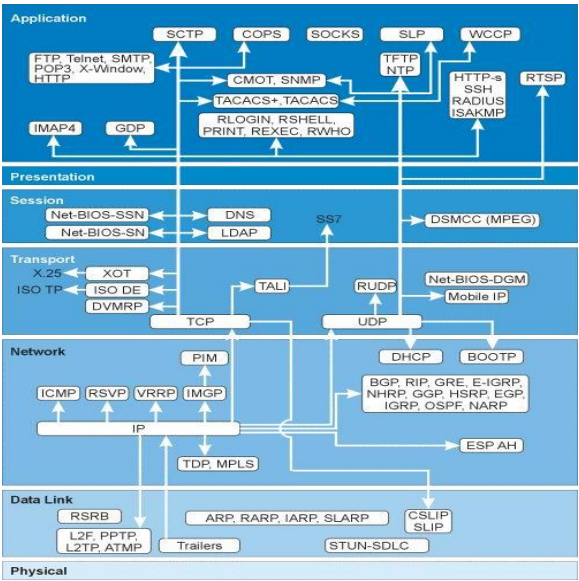 Application
SCTP
COPS
SOCKS
SLP
WCCP
FTP, Telnet, SMTP,
POP3, X-Window,
HTTP
TFTP
NTP
CMOT, SNMP
HTTP-s
SSH
RADIUS
ISAKMP
RTSP
TACACS+,TACACS
IMAP4
GDP
RLOGIN, RSHELL,
PRINT, REXEC, RWHO
Presentation
Session
Net-BIOS-SSN
DNS
SS7
DSMCC (MPEG)
Net-BIOS-SN
LDAP
Transport
X.25
XOT
TALI
RUDP
Net-BIOS-DGM
ISO TP
ISO DE
Mobile IP
DVMRP
TCP
UDP
Network
PIM
DHCP
BOOTP
ICMP
RSVP
VRRP
IMGP
BGP, RIP, GRE, E-IGRP,
NHRP, GGP, HSRP, EGP,
IGRP, OSPF, NARP
IP
ESP AH
TDP, MPLS
Data Link
RSRB
ARP, RARP, IARP, SLARP
CSLIP
SLIP
L2F, PPTP,
L2TP, ATMP
Trailers
STUN-SDLC
Physical